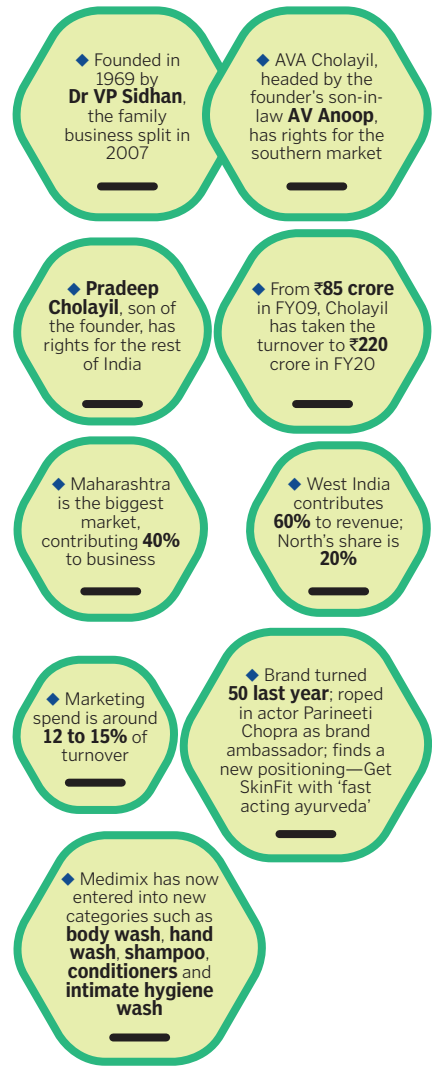 ◆ Founded in
1969 by
Dr VP Sidhan,
the family
business split in
2007
◆ AVA Cholayil,
headed by the
founder's son-in-
law AV Anoop,
has rights for the
southern market
◆ Pradeep
Cholayil, son of
the founder, has
rights for the rest
of India
◆ From ₹85 crore
in FY09, Cholayil
has taken the
turnover to ₹220
crore in FY20
◆ Maharashtra
is the biggest
market,
contributing 40%
to business
◆ West India
contributes
60% to revenue;
North's share is
20%
◆ Marketing
spend is around
12 to 15% of
turnover
◆ Brand turned
50 last year; roped
in actor Parineeti
Chopra as brand
ambassador; finds a
new positioning—Get
SkinFit with ‘fast
acting ayurveda’
◆ Medimix has now
entered into new
categories such as
body wash, hand
wash, shampoo,
conditioners and
intimate hygiene
wash